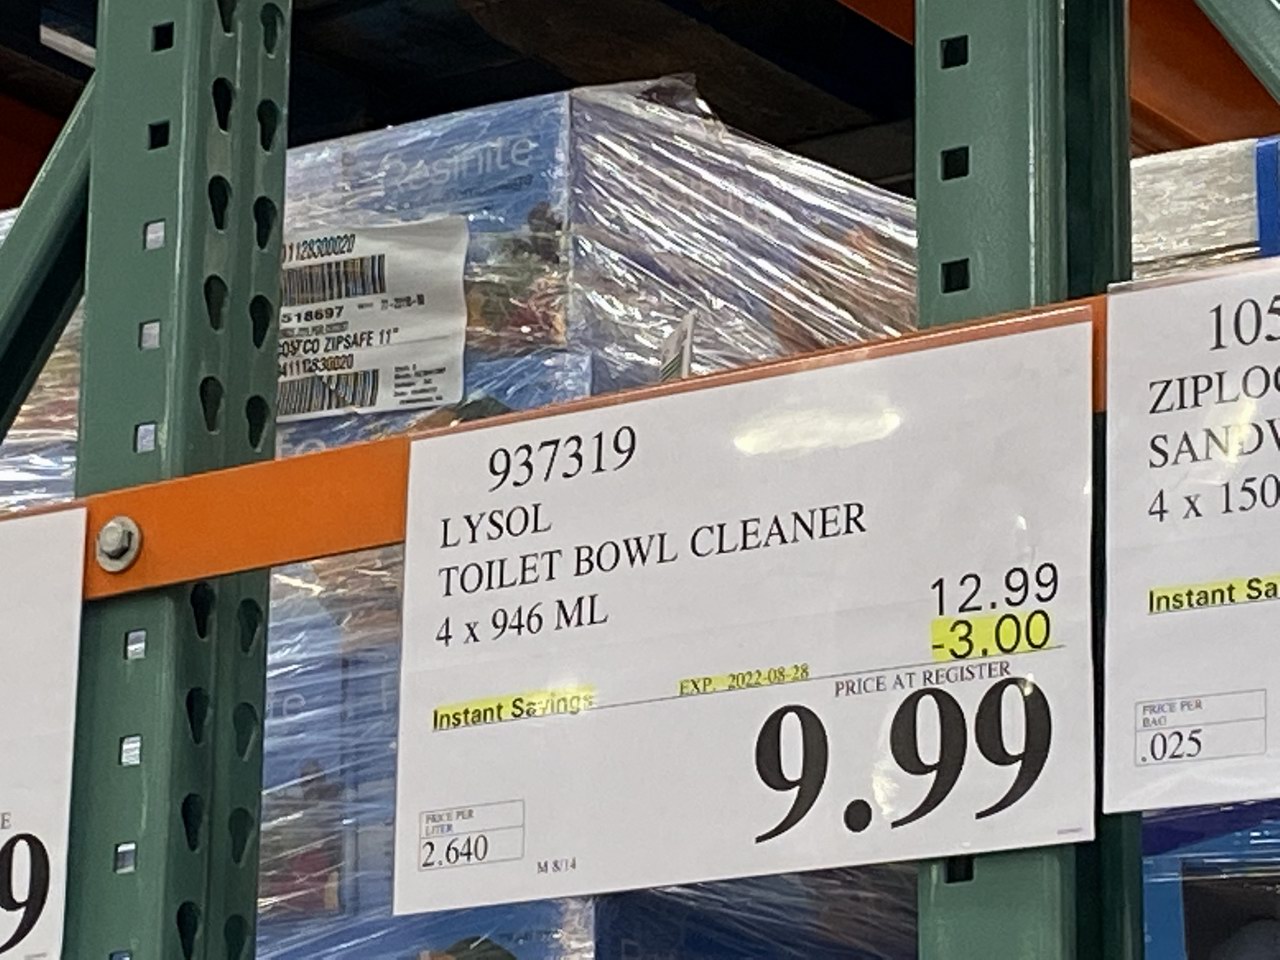 Resinite
518697
COSTCO ZIPSAFE 11"
937319
LYSOL
TOILET BOWL CLEANER
4 x 946 ML
12.99
-3.00
Instant Savings
EXP. 2022-08-28
PRICE AT REGISTER
9.99
PRICE PER
LITER
2.640
M 8/14
105
ZIPLOC
SANDW
4 x 150
Instant Sa
PRICE PER
BAG
.025
E
9